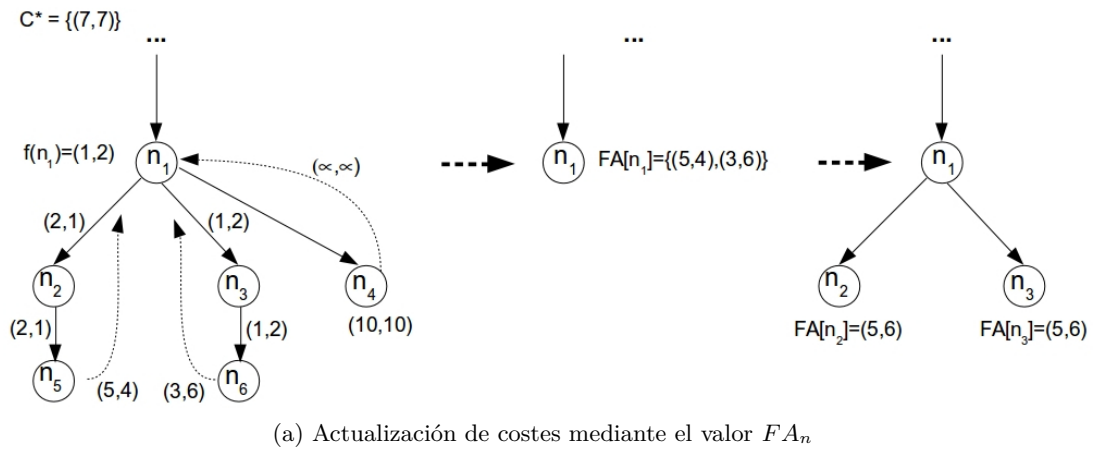 C* = {(7,7)}
... ... ...
f(n1)=(1,2) n1 (∝,∝) n1 FA[n1]={(5,4),(3,6)} n1
(2,1) (1,2)
n2 n3 n4 n2 n3
(2,1) (1,2) (10,10) FA[n2]=(5,6) FA[n3]=(5,6)
n5 (5,4) (3,6) n6
(a) Actualización de costes mediante el valor FAn